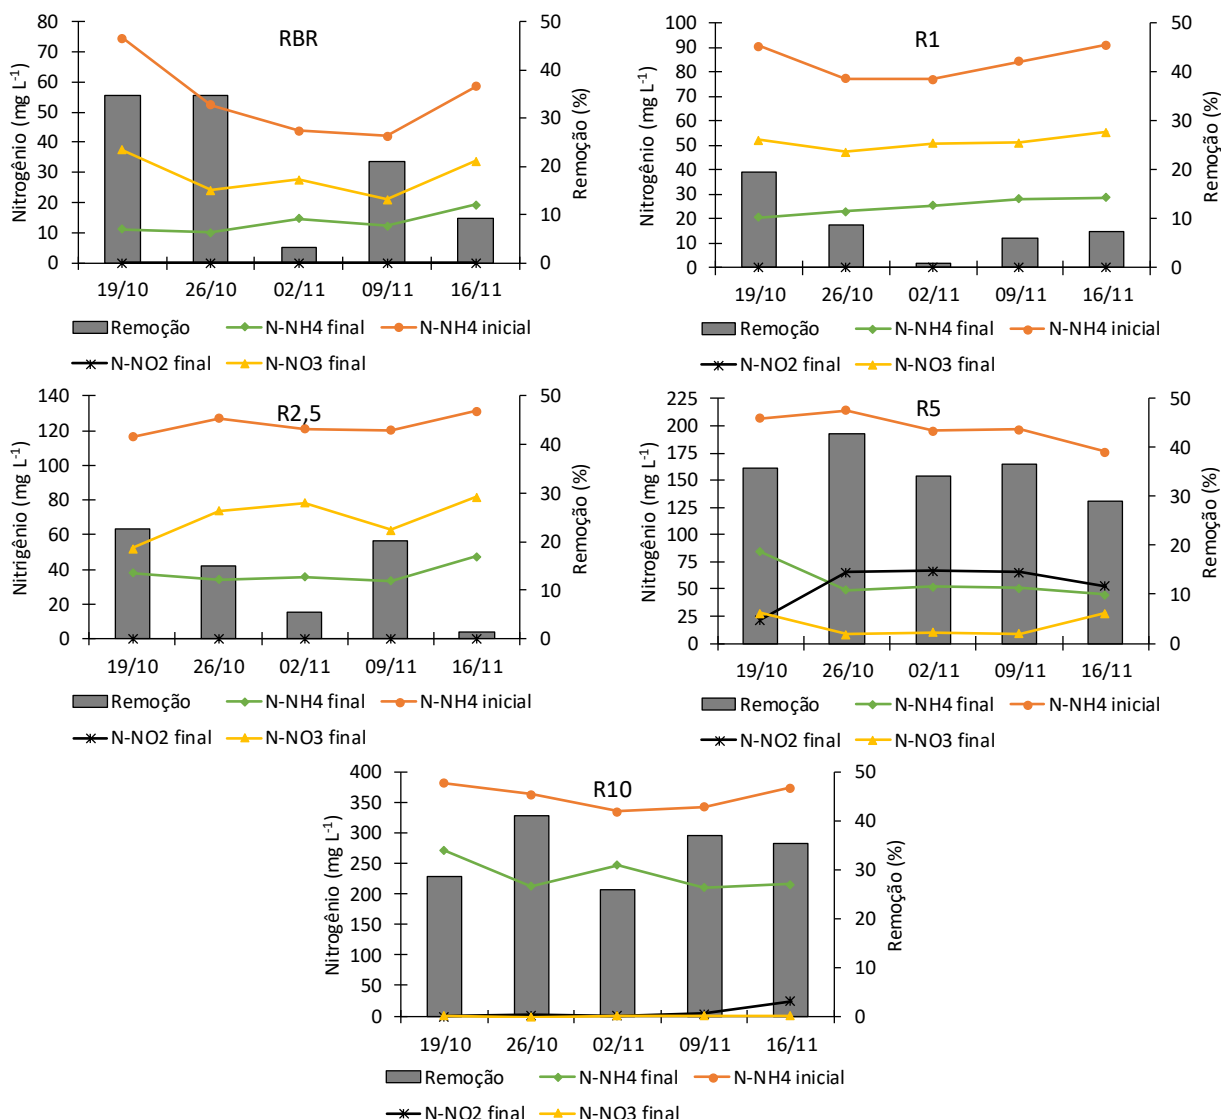 RBR
Nitrogênio (mg L⁻¹)
80
70
60
50
40
30
20
10
0
50
40
30
20
10
0
Remoção (%)
19/10 26/10 02/11 09/11 16/11
Remoção N-NH4 final N-NH4 inicial
N-NO2 final N-NO3 final
R1
Nitrogênio (mg L⁻¹)
100
90
80
70
60
50
40
30
20
10
0
50
40
30
20
10
0
Remoção (%)
19/10 26/10 02/11 09/11 16/11
Remoção N-NH4 final N-NH4 inicial
N-NO2 final N-NO3 final
R2,5
Nitrigênio (mg L⁻¹)
140
120
100
80
60
40
20
0
50
40
30
20
10
0
Remoção (%)
19/10 26/10 02/11 09/11 16/11
Remoção N-NH4 final N-NH4 inicial
N-NO2 final N-NO3 final
R5
Nitrogênio (mg L⁻¹)
225
200
175
150
125
100
75
50
25
0
50
40
30
20
10
0
Remoção (%)
19/10 26/10 02/11 09/11 16/11
Remoção N-NH4 final N-NH4 inicial
N-NO2 final N-NO3 final
R10
Nitrogênio (mg L⁻¹)
400
350
300
250
200
150
100
50
0
50
40
30
20
10
0
Remoção (%)
19/10 26/10 02/11 09/11 16/11
Remoção N-NH4 final N-NH4 inicial
N-NO2 final N-NO3 final